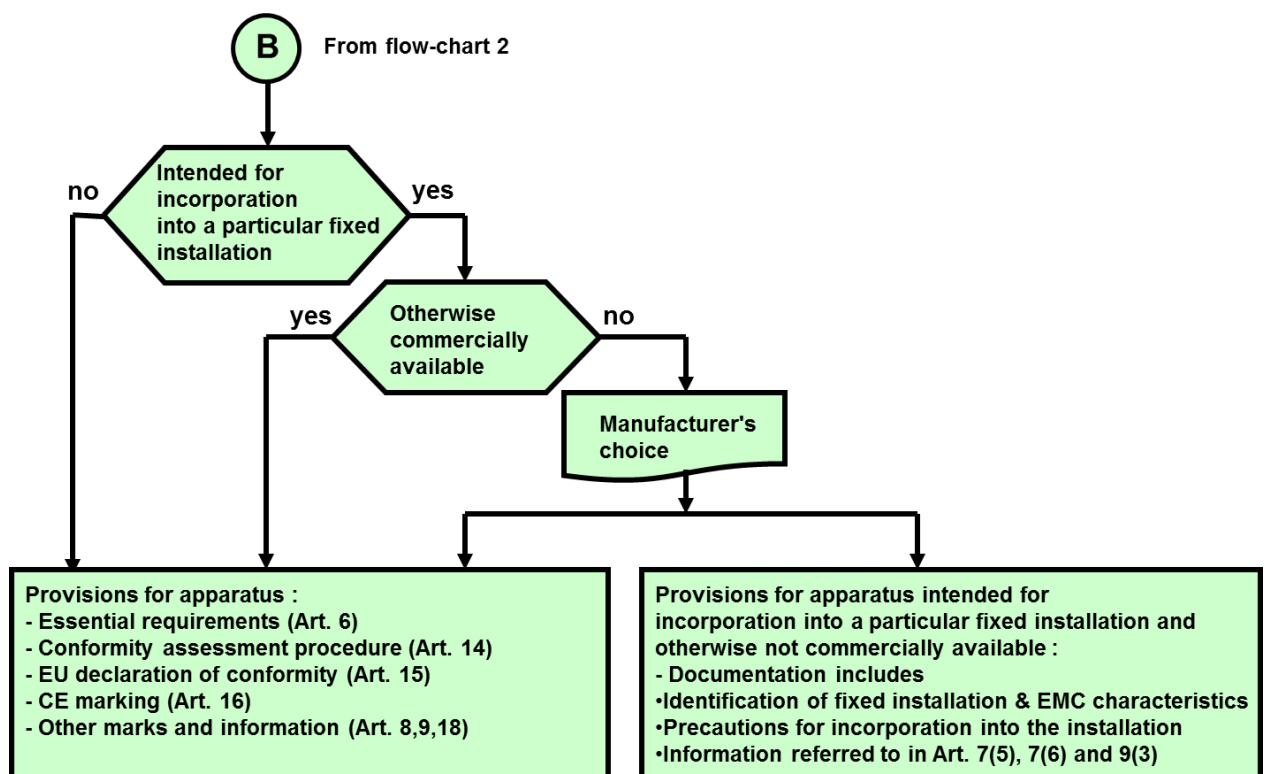 B
From flow-chart 2
Intended for
incorporation
into a particular fixed
installation
no
yes
Otherwise
commercially
available
yes
no
Manufacturer's
choice
Provisions for apparatus :
- Essential requirements (Art. 6)
- Conformity assessment procedure (Art. 14)
- EU declaration of conformity (Art. 15)
- CE marking (Art. 16)
- Other marks and information (Art. 8,9,18)
Provisions for apparatus intended for
incorporation into a particular fixed installation and
otherwise not commercially available :
- Documentation includes
•Identification of fixed installation & EMC characteristics
•Precautions for incorporation into the installation
•Information referred to in Art. 7(5), 7(6) and 9(3)